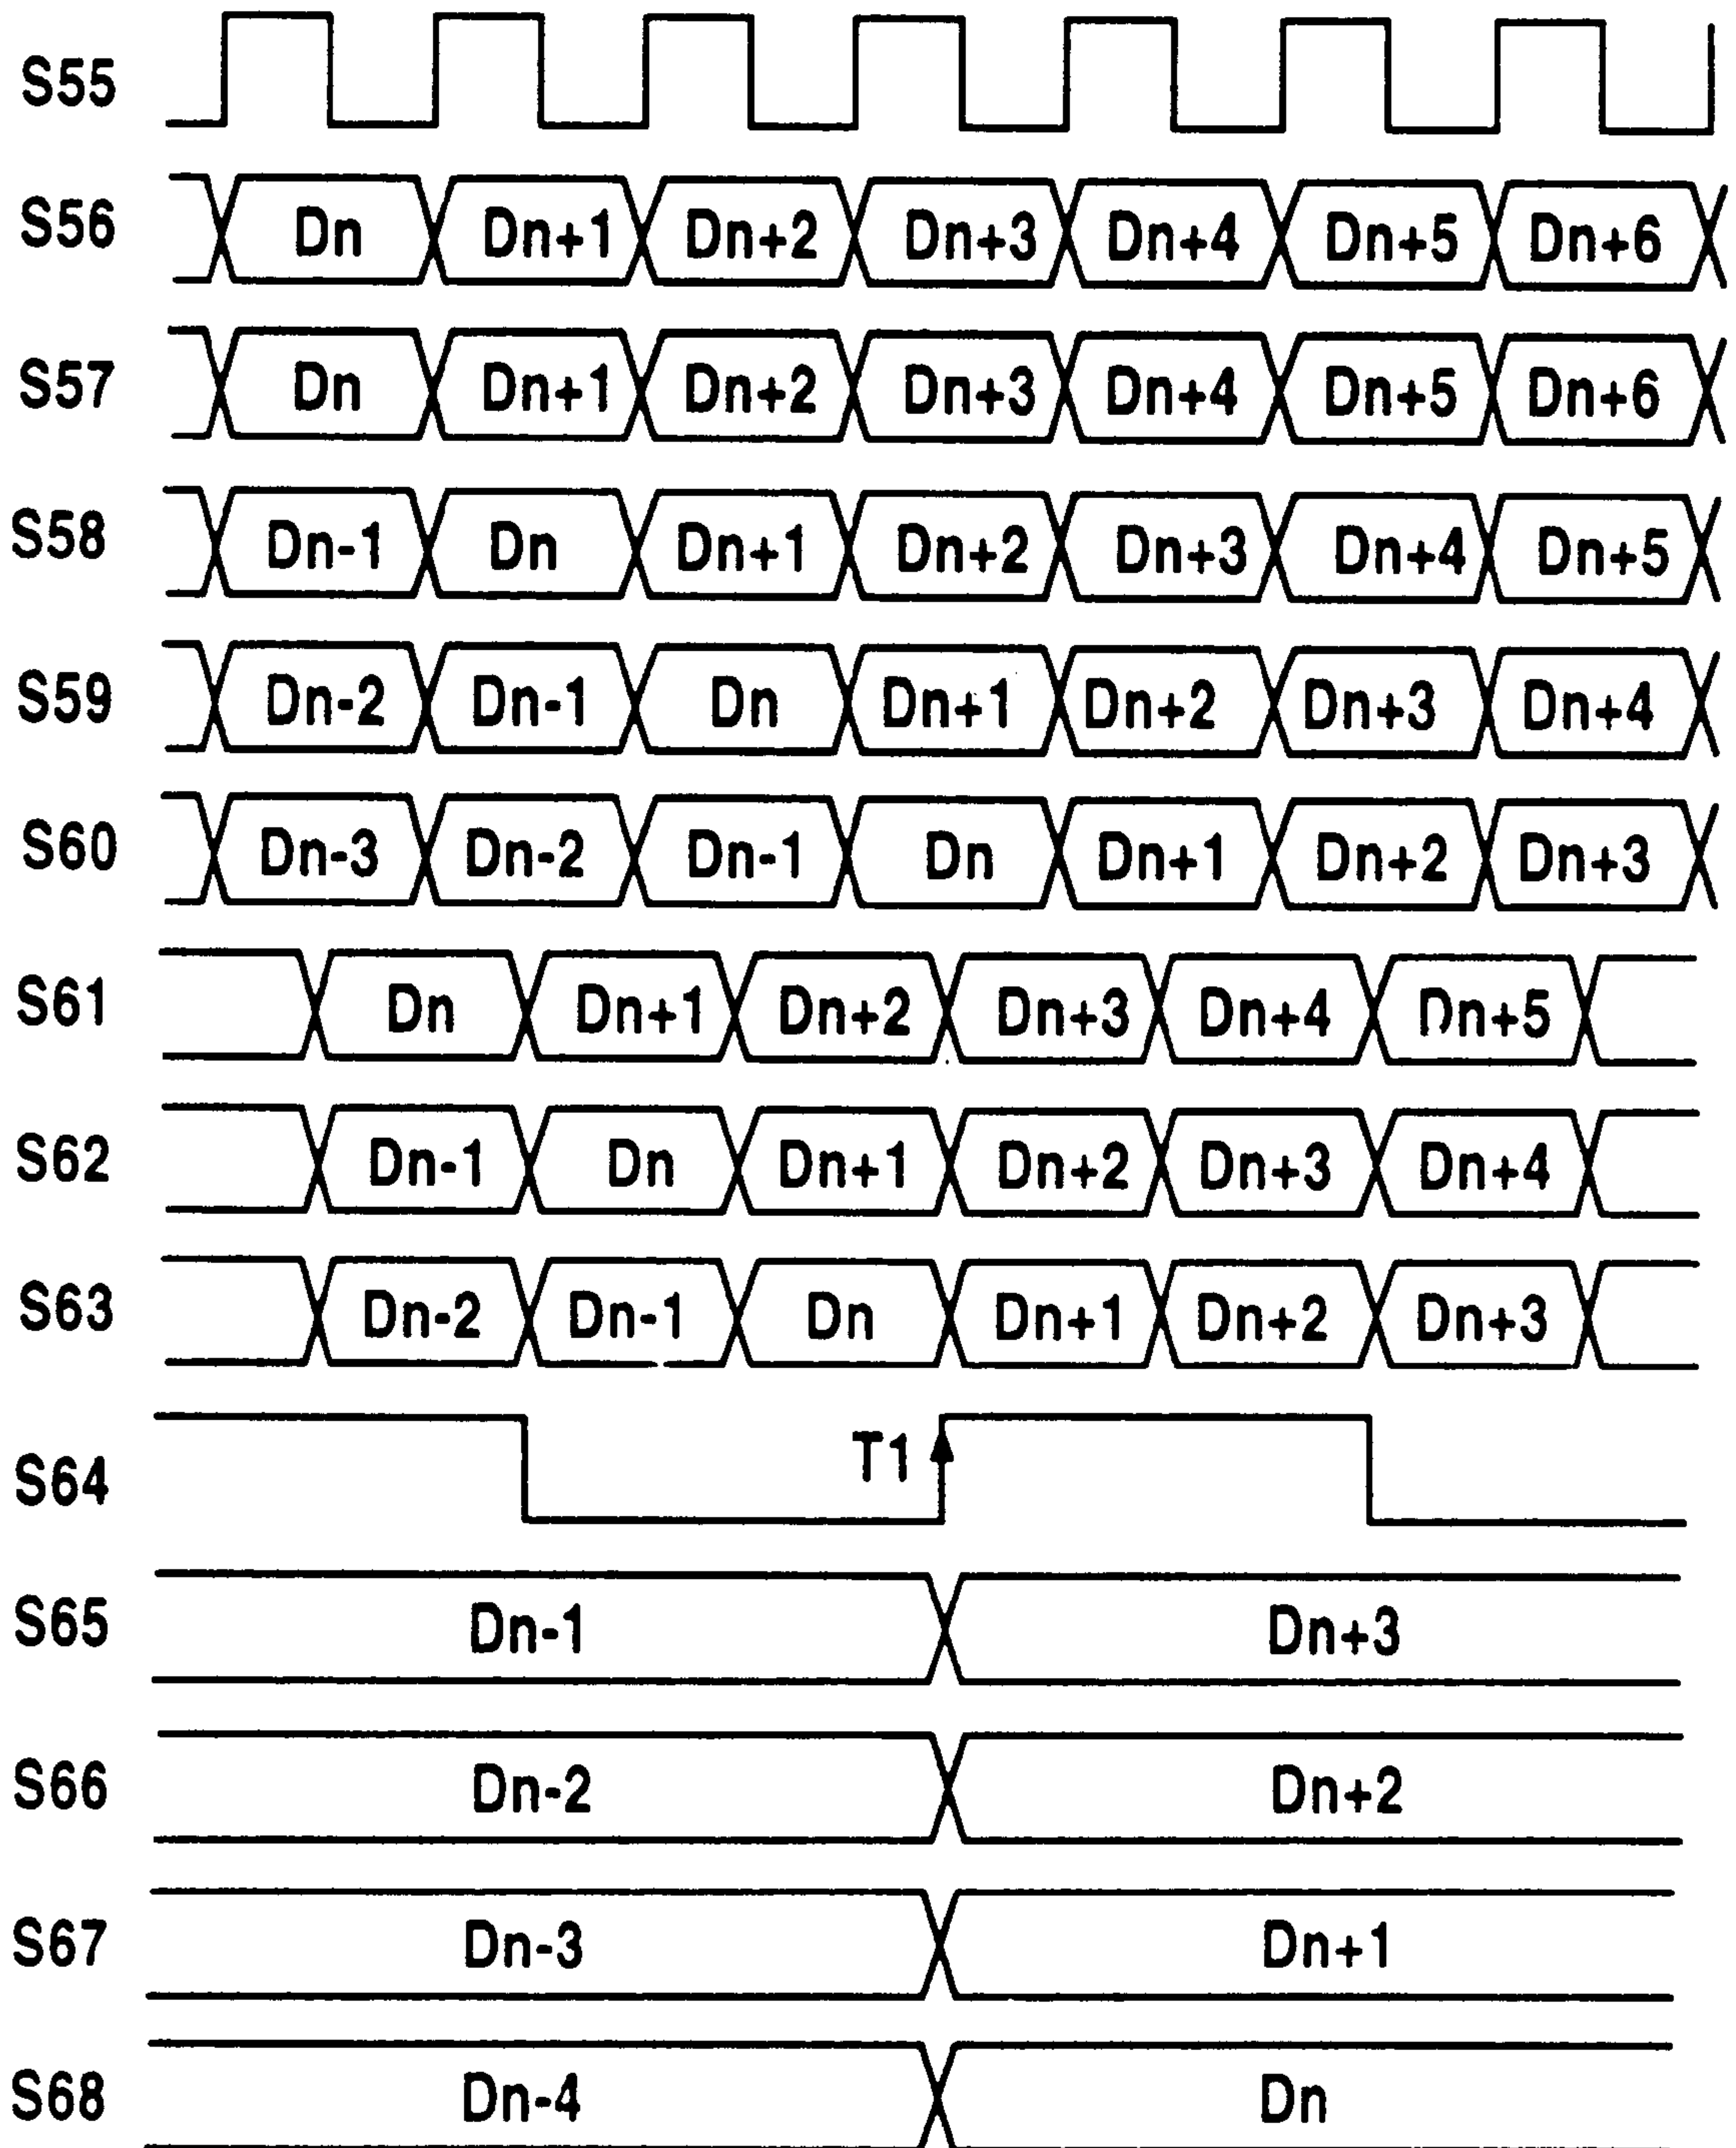 S55
S56 Dn Dn+1 Dn+2 Dn+3 Dn+4 Dn+5 Dn+6
S57 Dn Dn+1 Dn+2 Dn+3 Dn+4 Dn+5 Dn+6
S58 Dn-1 Dn Dn+1 Dn+2 Dn+3 Dn+4 Dn+5
S59 Dn-2 Dn-1 Dn Dn+1 Dn+2 Dn+3 Dn+4
S60 Dn-3 Dn-2 Dn-1 Dn Dn+1 Dn+2 Dn+3
S61 Dn Dn+1 Dn+2 Dn+3 Dn+4 Dn+5
S62 Dn-1 Dn Dn+1 Dn+2 Dn+3 Dn+4
S63 Dn-2 Dn-1 Dn Dn+1 Dn+2 Dn+3
S64 T1
S65 Dn-1 Dn+3
S66 Dn-2 Dn+2
S67 Dn-3 Dn+1
S68 Dn-4 Dn